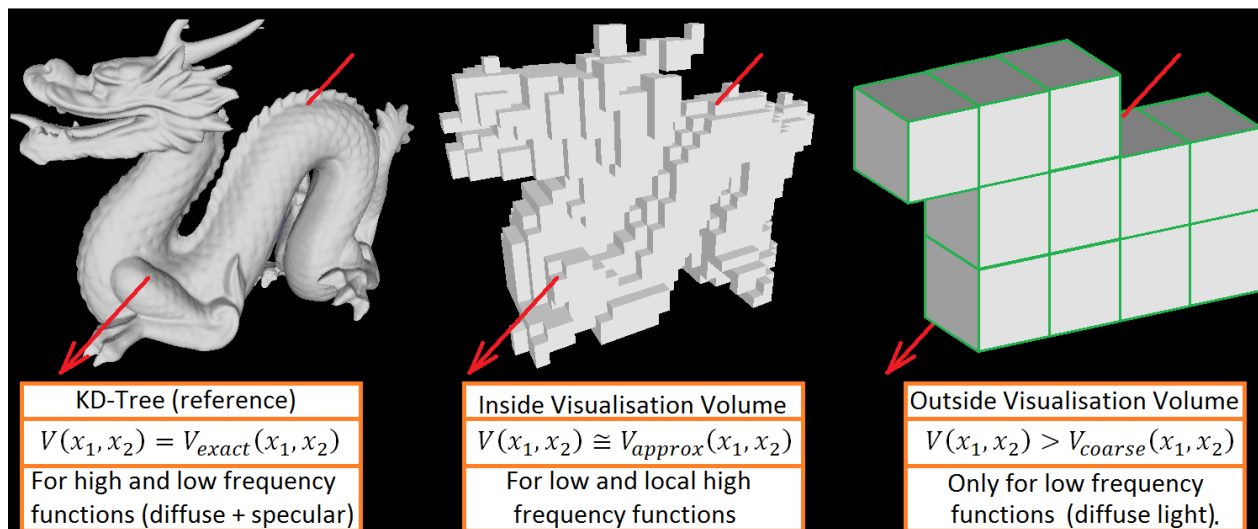 KD-Tree (reference)
V(x₁, x₂) = V_exact(x₁, x₂)
For high and low frequency
functions (diffuse + specular)
Inside Visualisation Volume
V(x₁, x₂) ≅ V_approx(x₁, x₂)
For low and local high
frequency functions
Outside Visualisation Volume
V(x₁, x₂) > V_coarse(x₁, x₂)
Only for low frequency
functions (diffuse light).